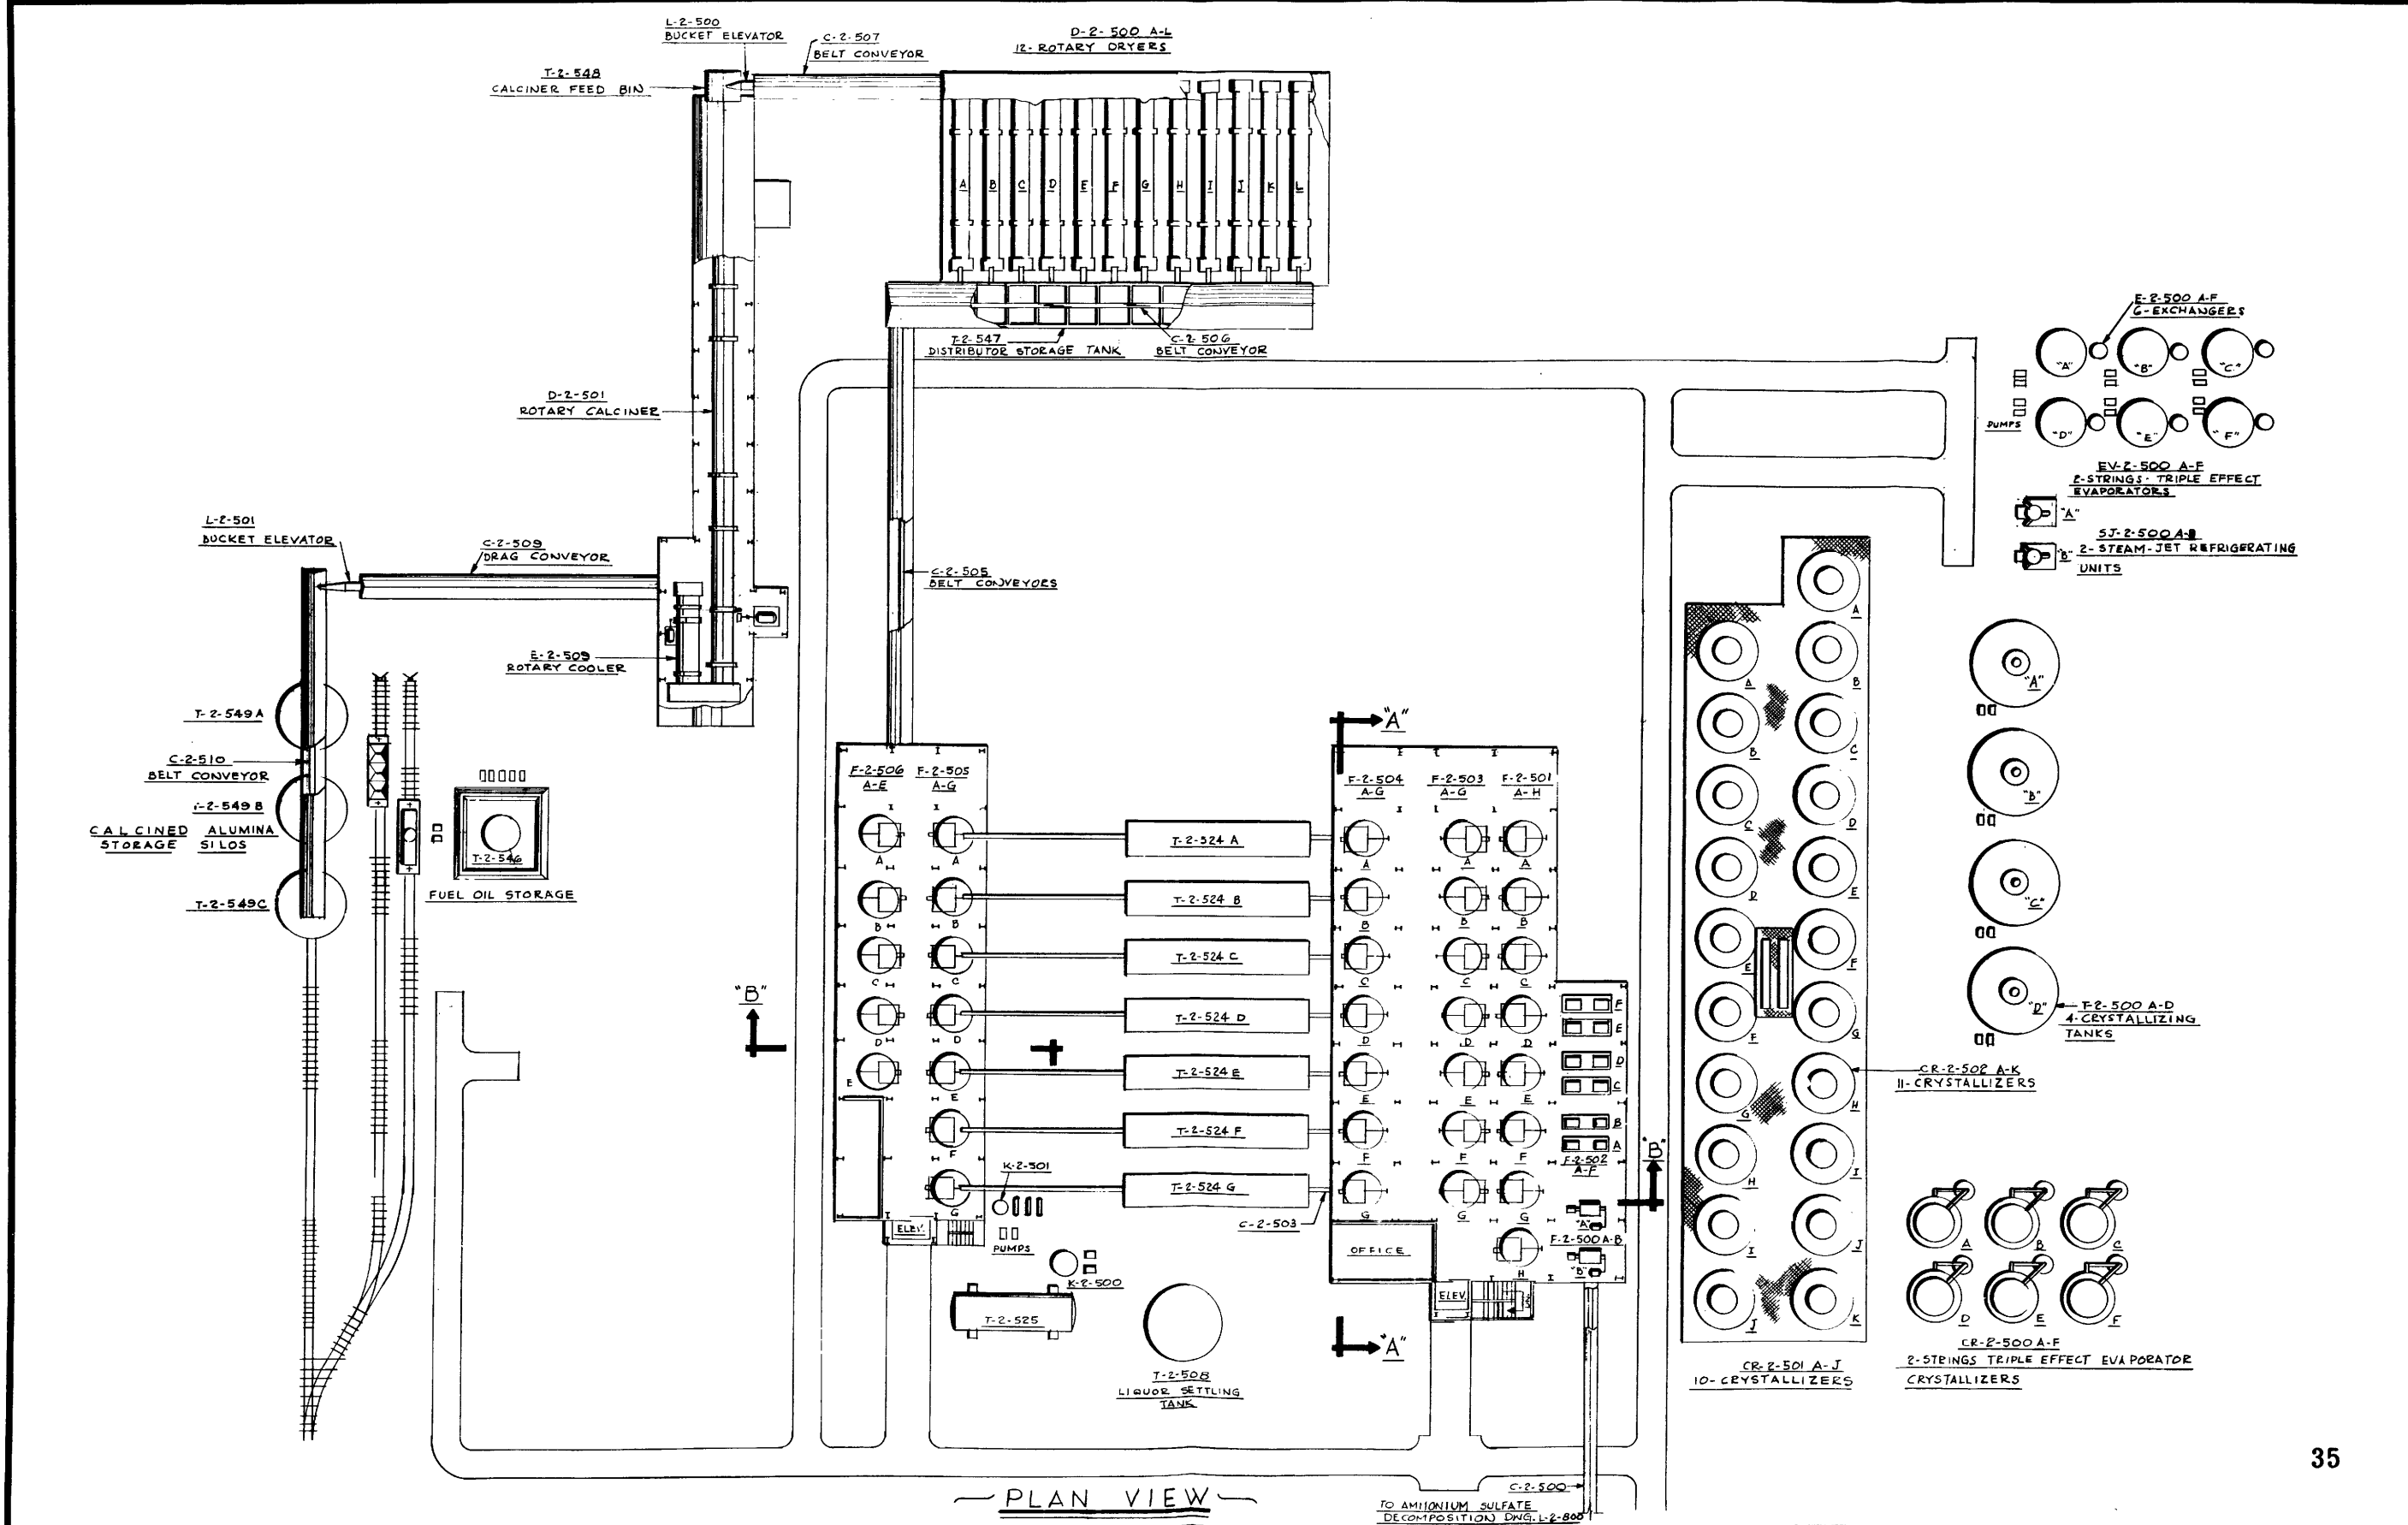 L-2-500
BUCKET ELEVATOR
C-2-507
BELT CONVEYOR
D-2-500 A-L
12-ROTARY DRYERS
T-2-548
CALCINER FEED BIN
A B C D E F G H I J K L
T-2-547
DISTRIBUTOR STORAGE TANK
C-2-506
BELT CONVEYOR
E-2-500 A-F
6-EXCHANGERS
"A" "B" "C"
"D" "E" "F"
PUMPS
EV-2-500 A-F
2-STRINGS-TRIPLE EFFECT
EVAPORATORS
"A"
"B"
SJ-2-500 A-B
2-STEAM-JET REFRIGERATING
UNITS
D-2-501
ROTARY CALCINER
L-2-501
BUCKET ELEVATOR
C-2-509
DRAG CONVEYOR
C-2-505
BELT CONVEYORS
E-2-509
ROTARY COOLER
T-2-549A
C-2-510
BELT CONVEYOR
T-2-549 B
CALCINED ALUMINA
STORAGE SILOS
T-2-549C
T-2-546
FUEL OIL STORAGE
"A"
F-2-506
A-E
F-2-505
A-G
F-2-504
A-G
F-2-503
A-G
F-2-501
A-H
A A T-2-524 A A A A
B B T-2-524 B B B B
C C T-2-524 C C C C
D D T-2-524 D D D D
E E T-2-524 E E E E
F T-2-524 F F F F
G T-2-524 G G G G
H
F
E
D
C
B
A
F-2-502
A-F
"B"
"B"
K-2-501
PUMPS
ELEV.
K-2-500
T-2-525
T-2-508
LIQUOR SETTLING
TANK
C-2-503
OFFICE
"A"
F-2-500 A-B
"B"
ELEV.
"A"
A
A B
B C
C D
D E
E F
F G
G H
H I
I J
J K
CR-2-501 A-J
10-CRYSTALLIZERS
"A"
"B"
"C"
"D"
T-2-500 A-D
4-CRYSTALLIZING
TANKS
CR-2-502 A-K
11-CRYSTALLIZERS
A B C
D E F
CR-2-500 A-F
2-STRINGS TRIPLE EFFECT EVAPORATOR
CRYSTALLIZERS
C-2-500
TO AMMONIUM SULFATE
DECOMPOSITION DWG. L-2-800
PLAN VIEW
35